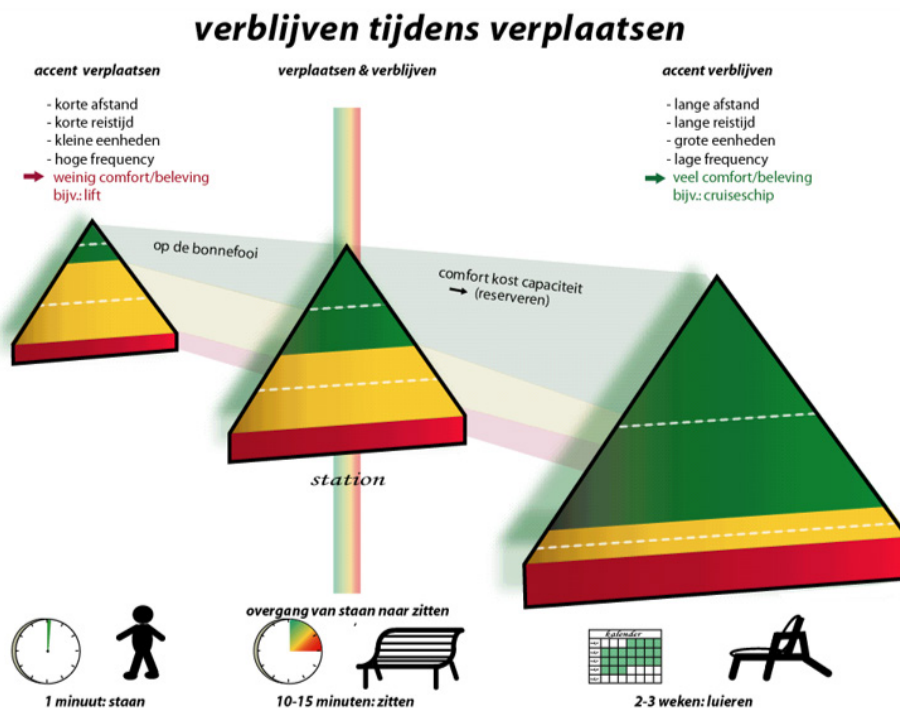 verblijven tijdens verplaatsen
accent verplaatsen
- korte afstand
- korte reistijd
- kleine eenheden
- hoge frequency
weinig comfort/beleving
bijv.: lift
verplaatsen & verblijven
accent verblijven
- lange afstand
- lange reistijd
- grote eenheden
- lage frequency
veel comfort/beleving
bijv.: cruiseschip
op de bonnefooi
comfort kost capaciteit
(reserveren)
station
overgang van staan naar zitten
kalender
1 minuut: staan
10-15 minuten: zitten
2-3 weken: luieren